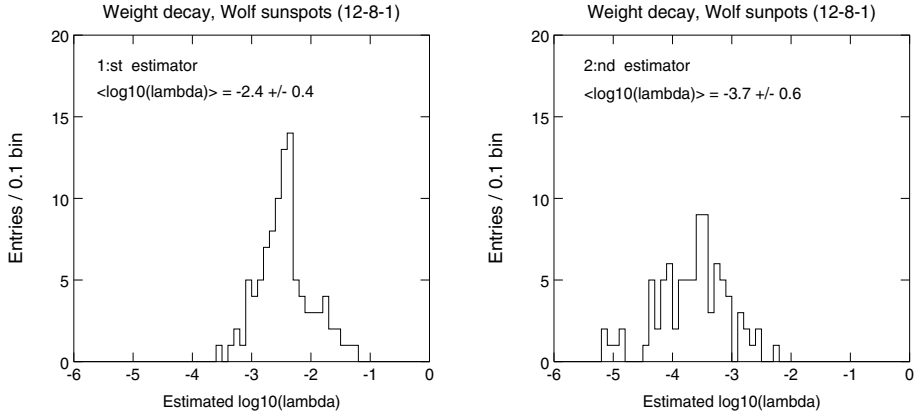 Weight decay, Wolf sunspots (12-8-1)
20
15
10
5
0
Entries / 0.1 bin
1:st estimator
<log10(lambda)> = -2.4 +/- 0.4
-6 -5 -4 -3 -2 -1 0
Estimated log10(lambda)
Weight decay, Wolf sunpots (12-8-1)
20
15
10
5
0
Entries / 0.1 bin
2:nd estimator
<log10(lambda)> = -3.7 +/- 0.6
-6 -5 -4 -3 -2 -1 0
Estimated log10(lambda)